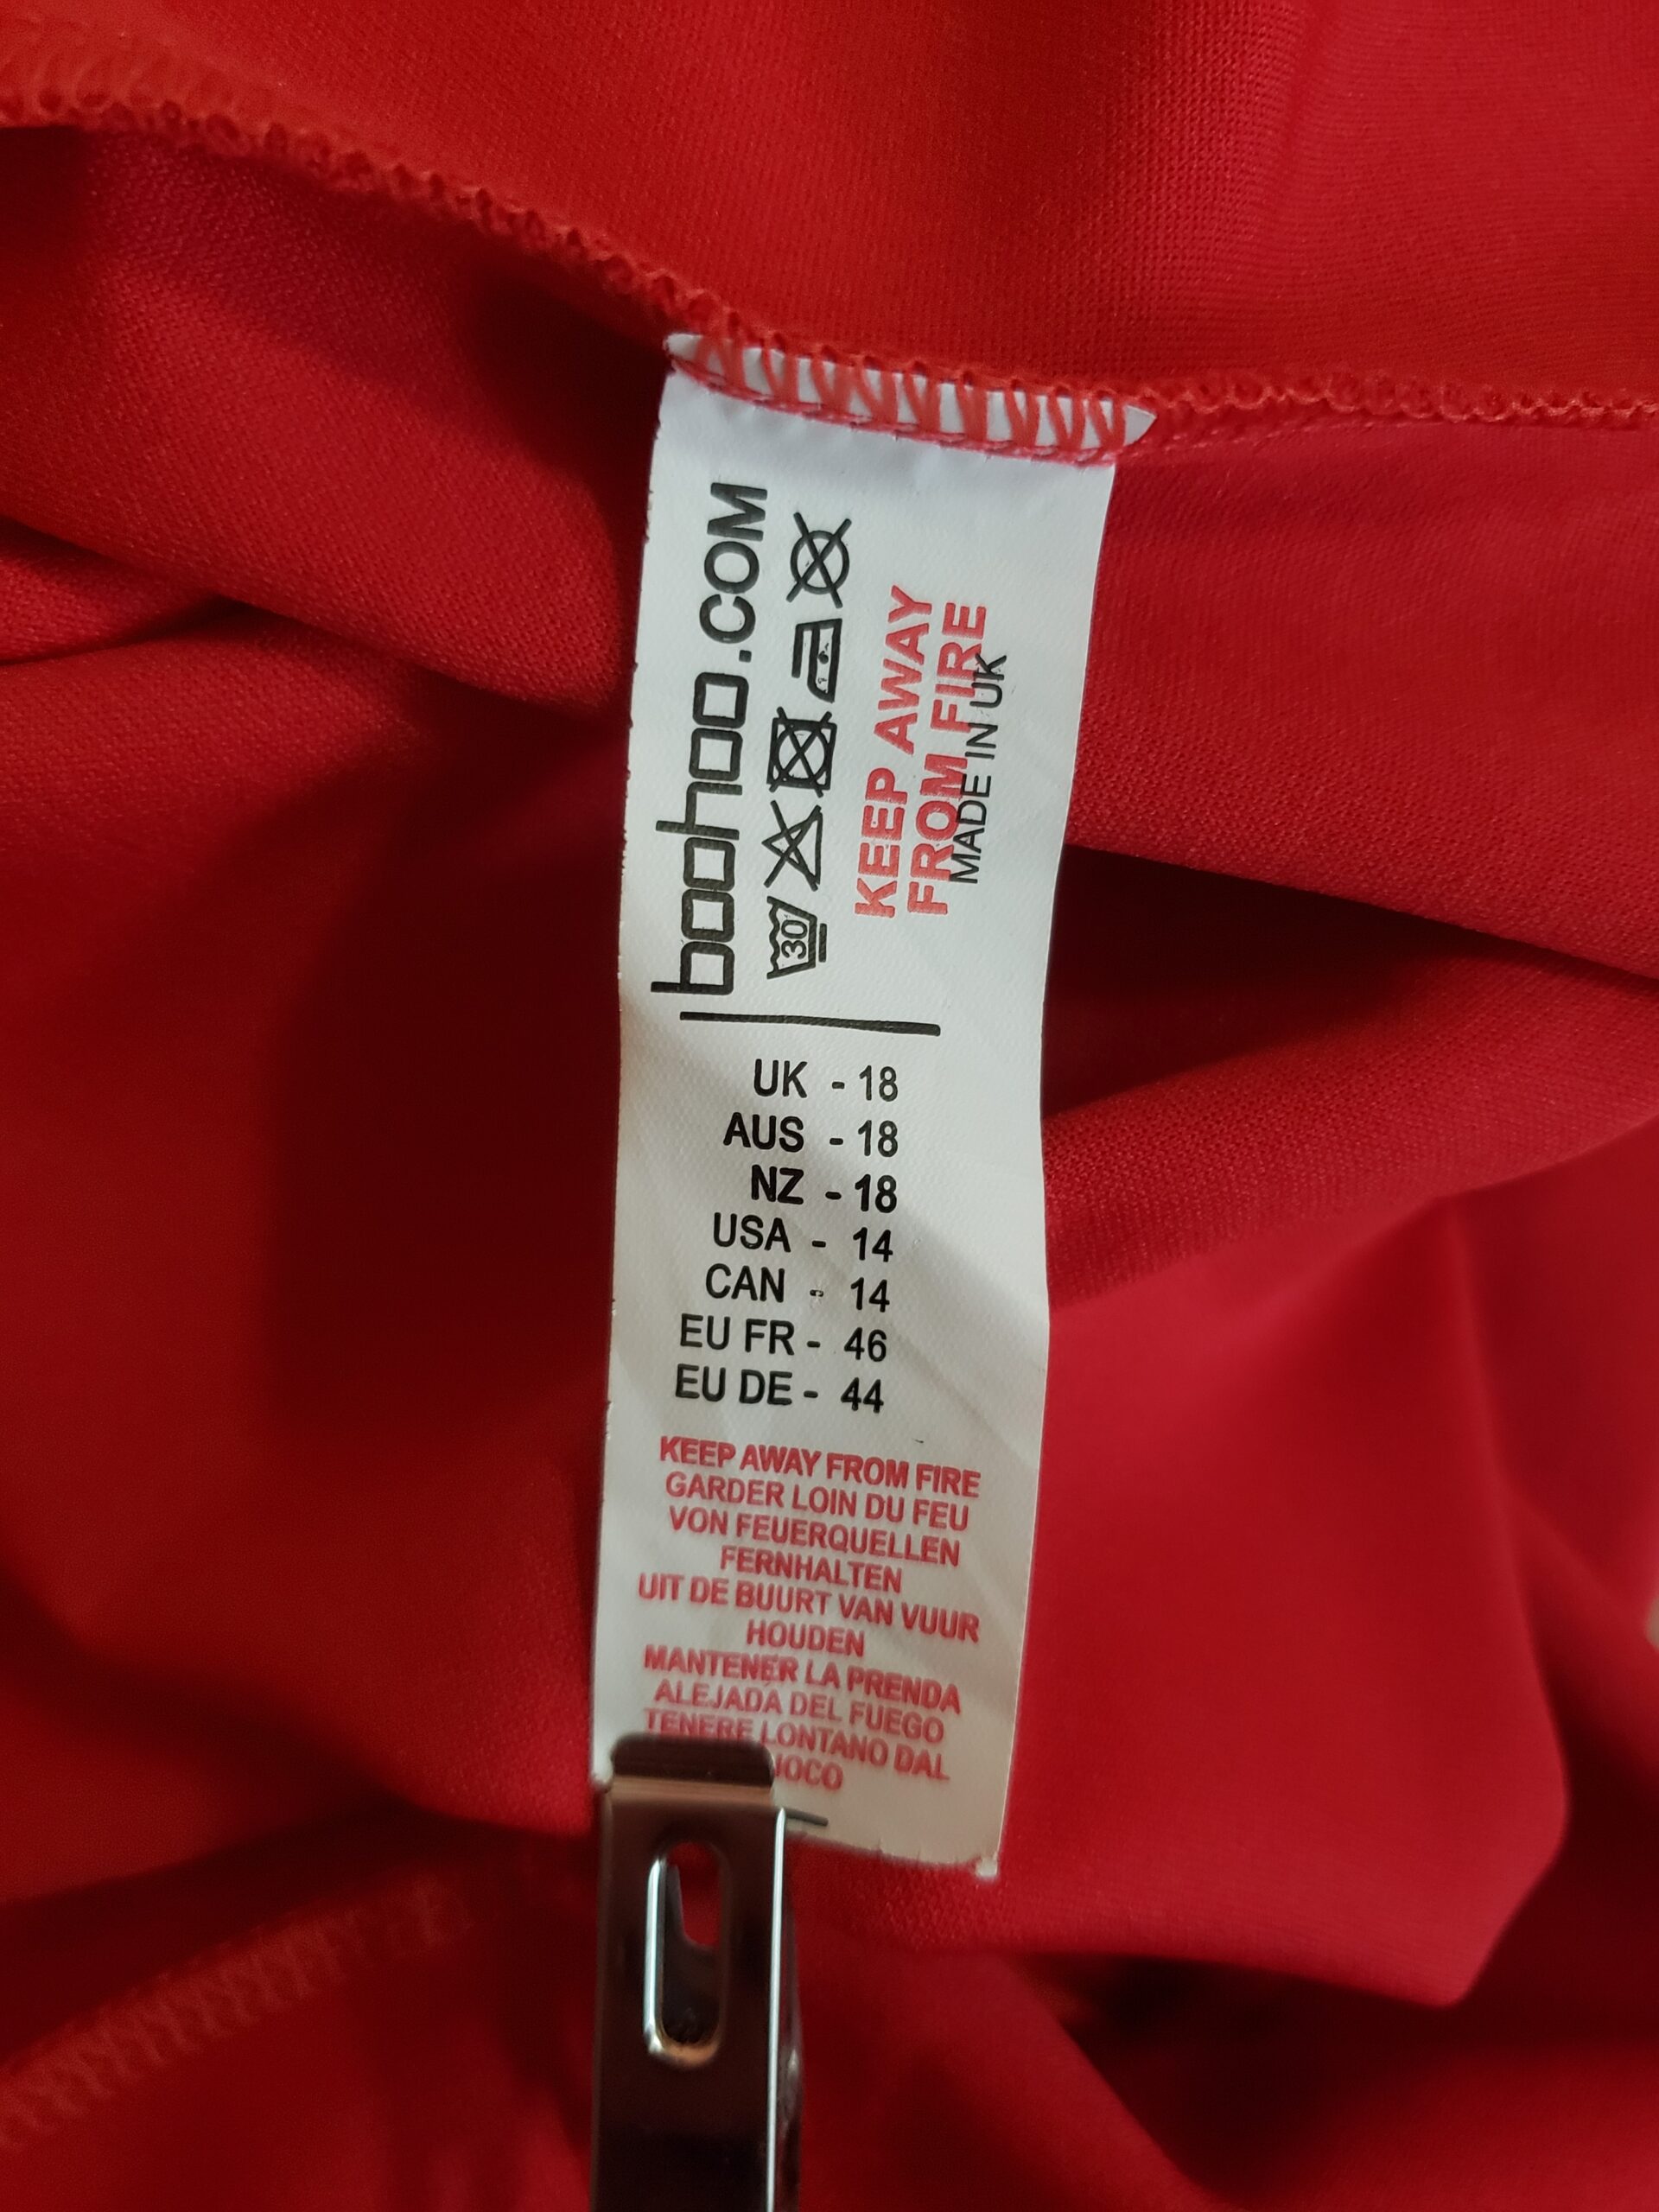 boohoo.COM
30
KEEP AWAY
FROM FIRE
MADE IN UK
UK - 18
AUS - 18
NZ - 18
USA - 14
CAN - 14
EU FR - 46
EU DE - 44
KEEP AWAY FROM FIRE
GARDER LOIN DU FEU
VON FEUERQUELLEN
FERNHALTEN
UIT DE BUURT VAN VUUR
HOUDEN
MANTENER LA PRENDA
ALEJADA DEL FUEGO
TENERE LONTANO DAL